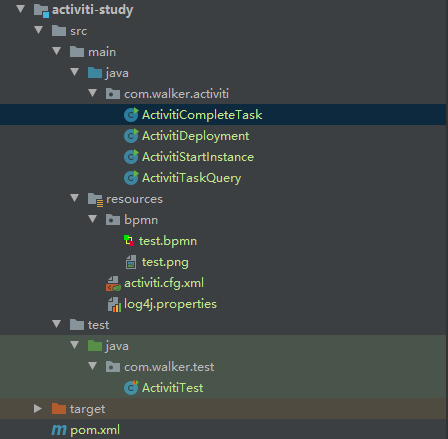 activiti-study
src
main
java
com.walker.activiti
ActivitiCompleteTask
ActivitiDeployment
ActivitiStartInstance
ActivitiTaskQuery
resources
bpmn
test.bpmn
test.png
activiti.cfg.xml
log4j.properties
test
java
com.walker.test
ActivitiTest
target
pom.xml